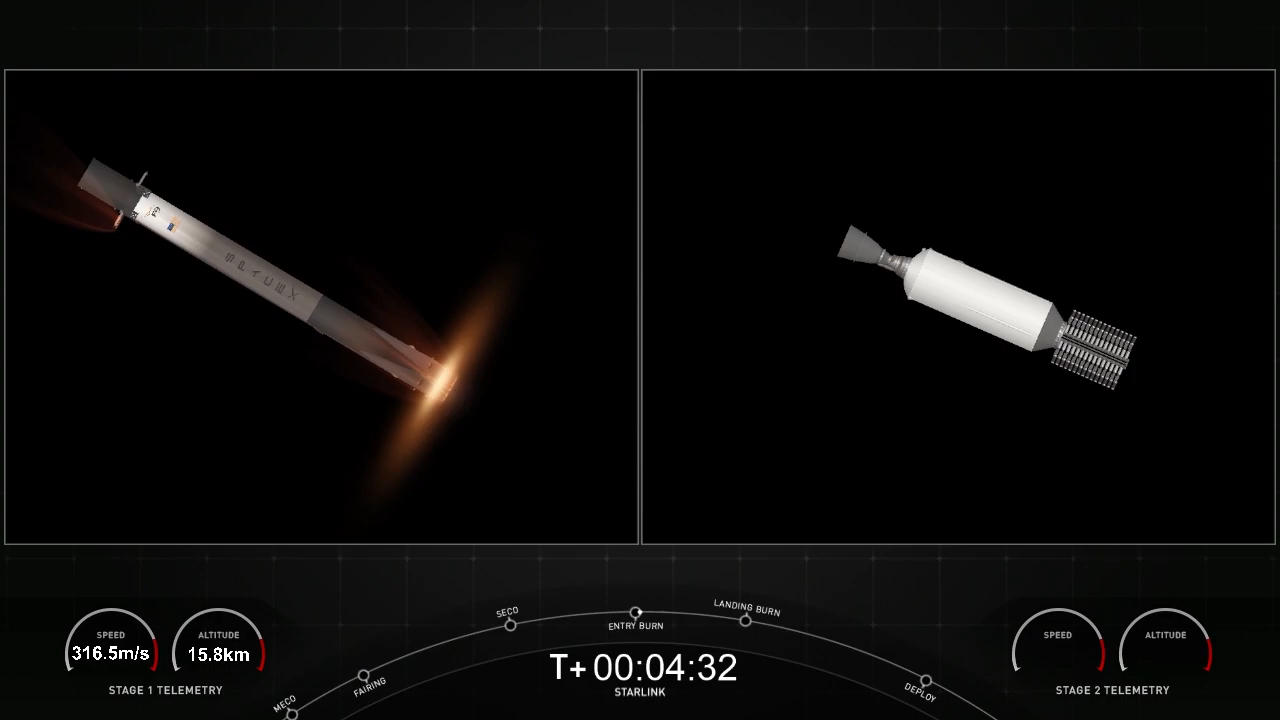 F9
SPACEX
MECO
FAIRING
SECO
ENTRY BURN
LANDING BURN
DEPLOY
SPEED
316.5m/s
ALTITUDE
15.8km
STAGE 1 TELEMETRY
T+ 00:04:32
STARLINK
SPEED
ALTITUDE
STAGE 2 TELEMETRY